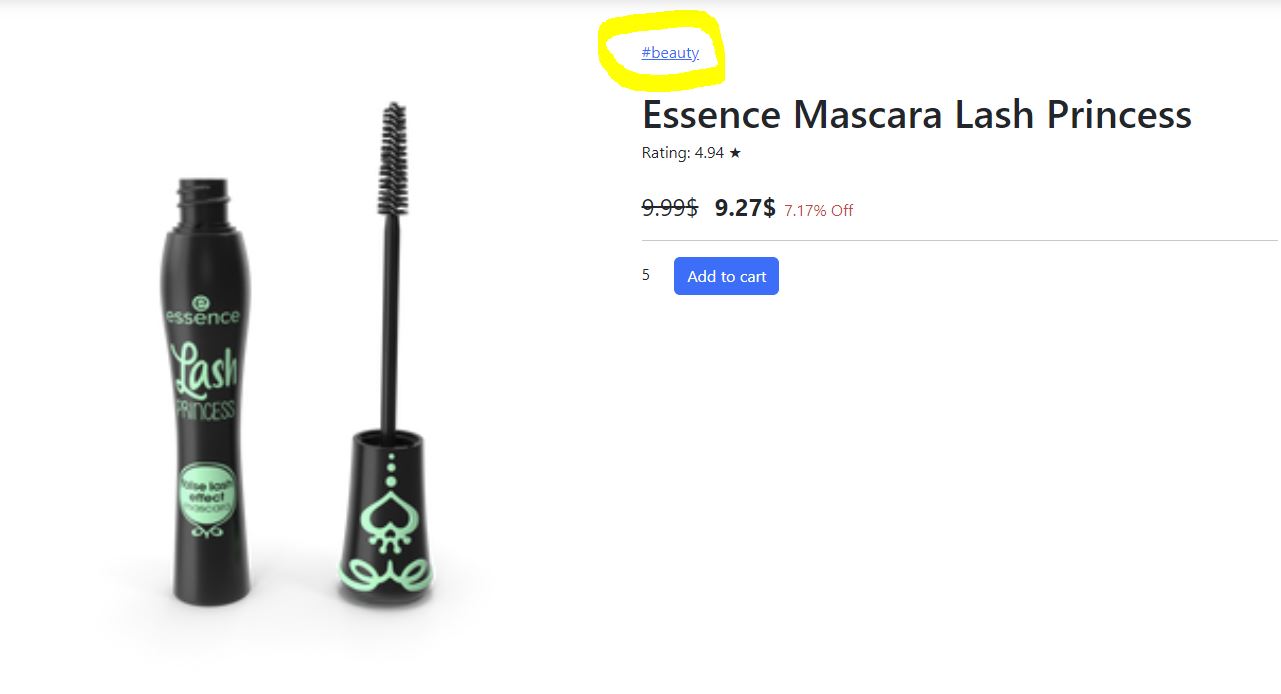 #beauty
Essence Mascara Lash Princess
Rating: 4.94 ★
9.99$ 9.27$ 7.17% Off
5 Add to cart
essence
Lash
PRINCESS
false lash
effect
mascara